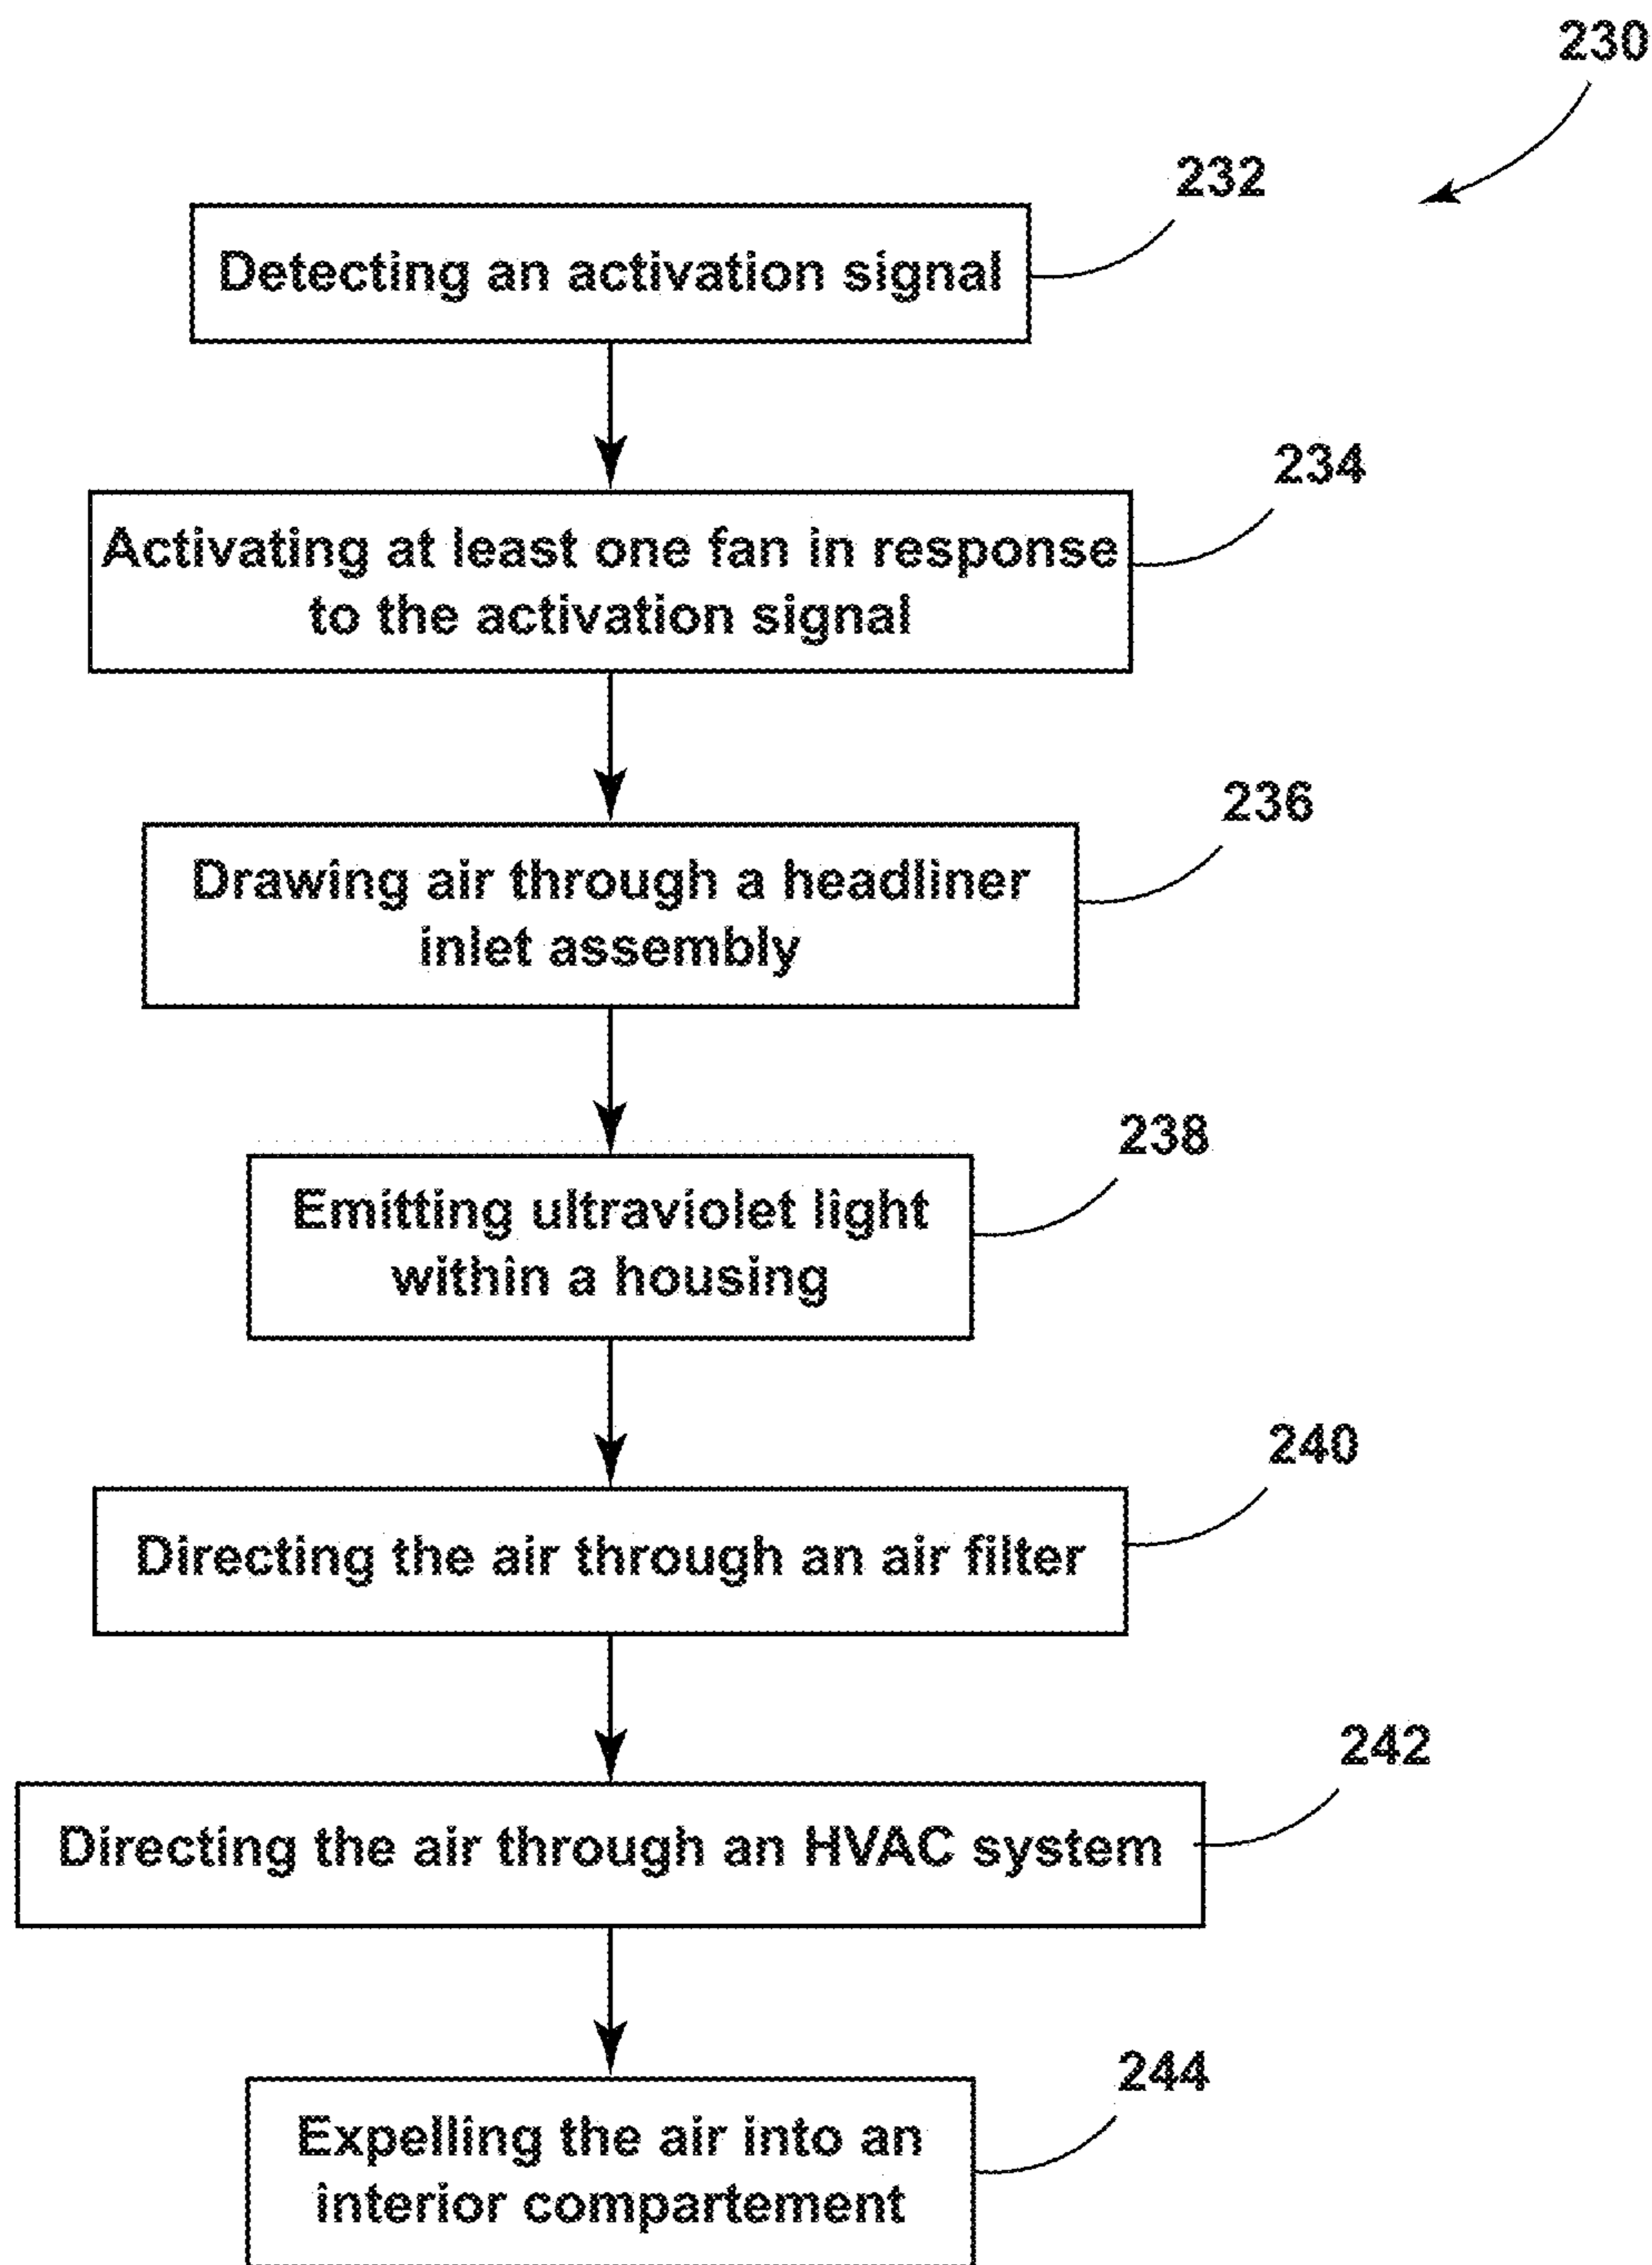 230
232
Detecting an activation signal
234
Activating at least one fan in response
to the activation signal
236
Drawing air through a headliner
inlet assembly
238
Emitting ultraviolet light
within a housing
240
Directing the air through an air filter
242
Directing the air through an HVAC system
244
Expelling the air into an
interior compartement